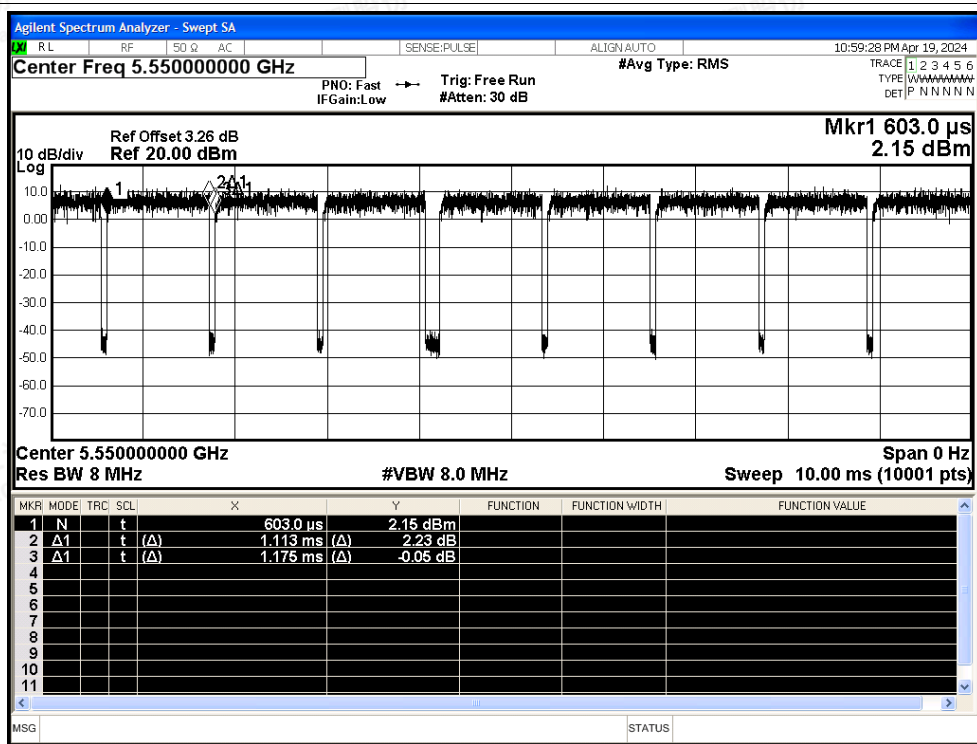 Agilent Spectrum Analyzer - Swept SA
LXI RL RF 50 Ω AC SENSE:PULSE ALIGN AUTO 10:59:28 PM Apr 19, 2024
Center Freq 5.550000000 GHz #Avg Type: RMS TRACE 1 2 3 4 5 6
PNO: Fast Trig: Free Run TYPE
IFGain:Low #Atten: 30 dB DET P N N N N N
Mkr1 603.0 µs
2.15 dBm
Ref Offset 3.26 dB
10 dB/div Ref 20.00 dBm
Log
10.0
0.00
-10.0
-20.0
-30.0
-40.0
-50.0
-60.0
-70.0
1
Center 5.550000000 GHz Span 0 Hz
Res BW 8 MHz #VBW 8.0 MHz Sweep 10.00 ms (10001 pts)
MKR MODE TRC SCL X Y FUNCTION FUNCTION WIDTH FUNCTION VALUE
1 N t 603.0 µs 2.15 dBm
2 Δ1 t (Δ) 1.113 ms (Δ) 2.23 dB
3 Δ1 t (Δ) 1.175 ms (Δ) -0.05 dB
4
5
6
7
8
9
10
11
MSG STATUS